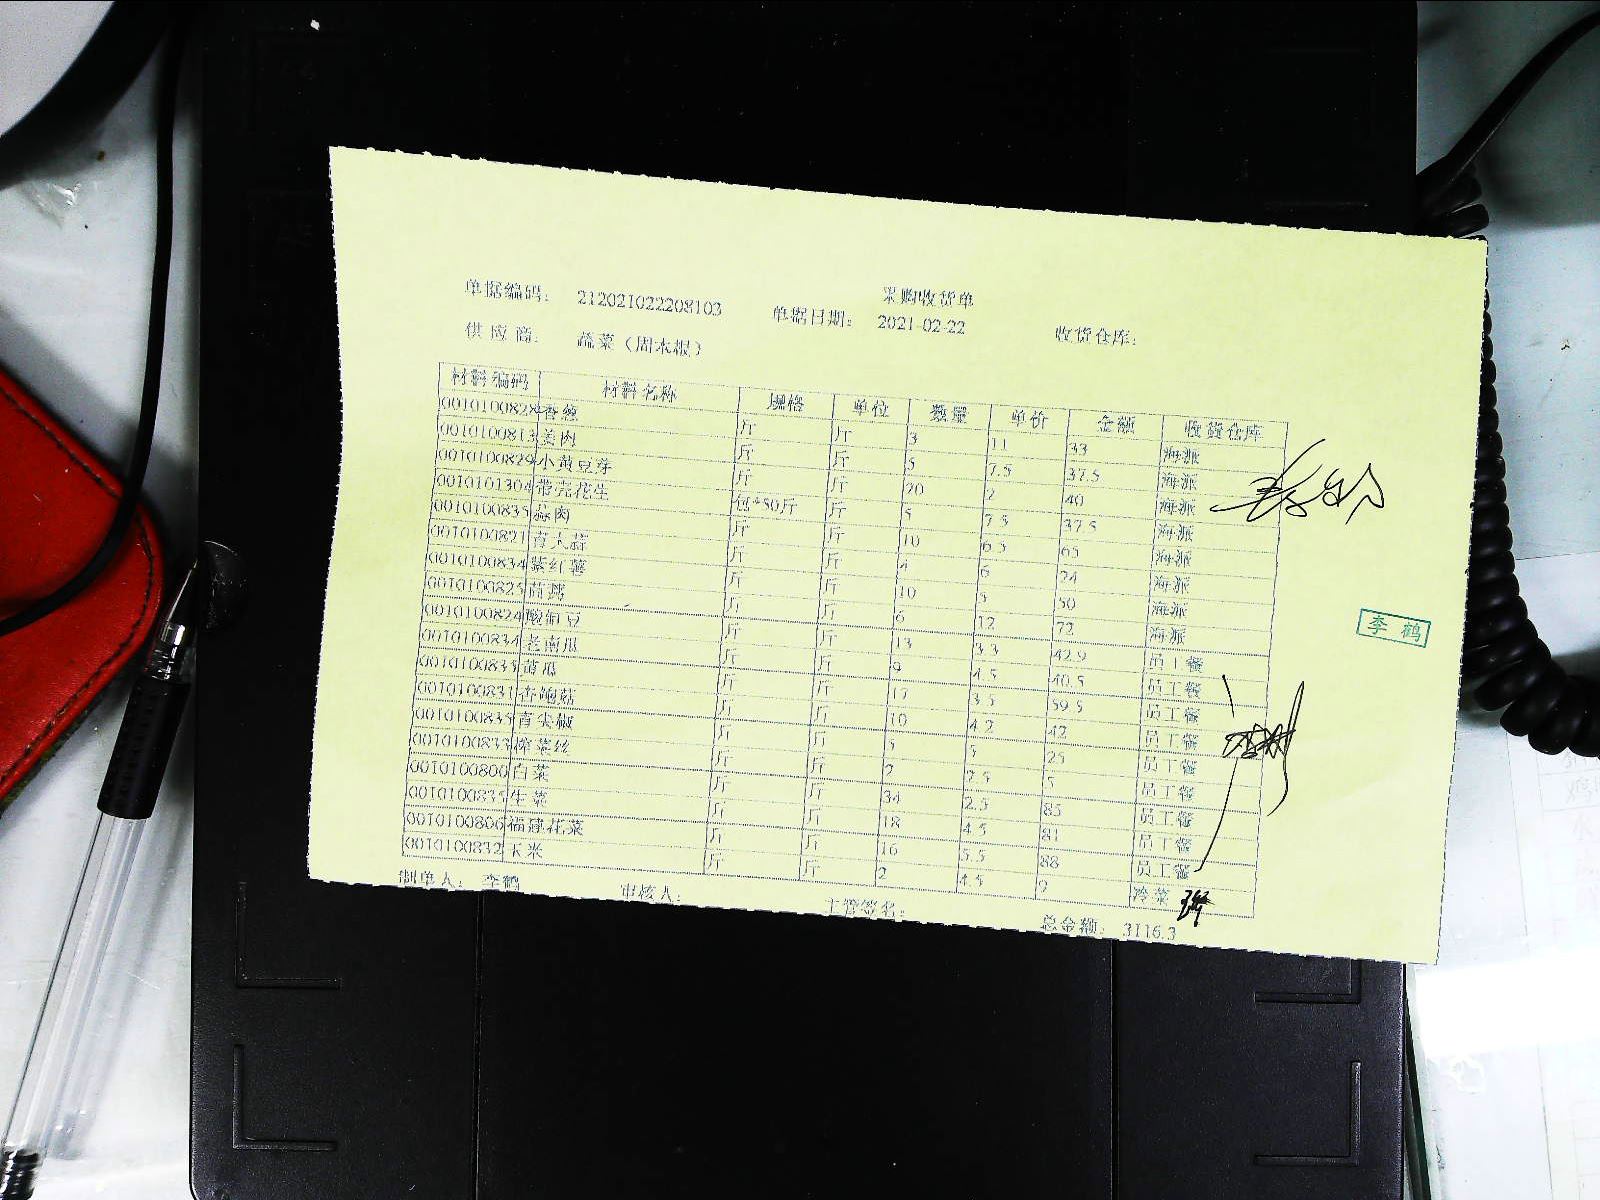 采购收货单
单据编码: 212021022208103 单据日期: 2021-02-22 收货仓库:
供应商: 蔬菜（周末报）
材料编码 材料名称 规格 单位 数量 单价 金额 收货仓库
0010100828 香葱 斤 斤 3 11 33 海派
0010100813 姜肉 斤 斤 5 7.5 37.5 海派
0010100829 小黄豆芽 斤 斤 20 2 40 海派
0010101304 带壳花生 包*50斤 斤 5 7.5 37.5 海派
0010100835 蒜肉 斤 斤 10 6.5 65 海派
0010100821 青大蒜 斤 斤 4 6 24 海派
0010100834 紫红薯 斤 斤 10 5 50 海派
0010100825 斤 斤 6 12 72 海派
0010100824 酸豇豆 斤 斤 13 3.3 42.9 员工餐
0010100834 老南瓜 斤 斤 9 4.5 40.5 员工餐
0010100835 黄瓜 斤 斤 17 3.5 59.5 员工餐
0010100831 杏鲍菇 斤 斤 10 4.2 42 员工餐
0010100835 青尖椒 斤 斤 5 5 25 员工餐
0010100833 榨菜丝 斤 斤 2 2.5 5 员工餐
0010100800 白菜 斤 斤 34 2.5 85 员工餐
0010100835 生菜 斤 斤 18 4.5 81 员工餐
0010100806 福建花菜 斤 斤 16 5.5 88 员工餐
0010100832 玉米 斤 斤 2 4.5 9 冷菜
制单人: 李鹤 审核人: 主管签名: 总金额: 3116.3
李鹤